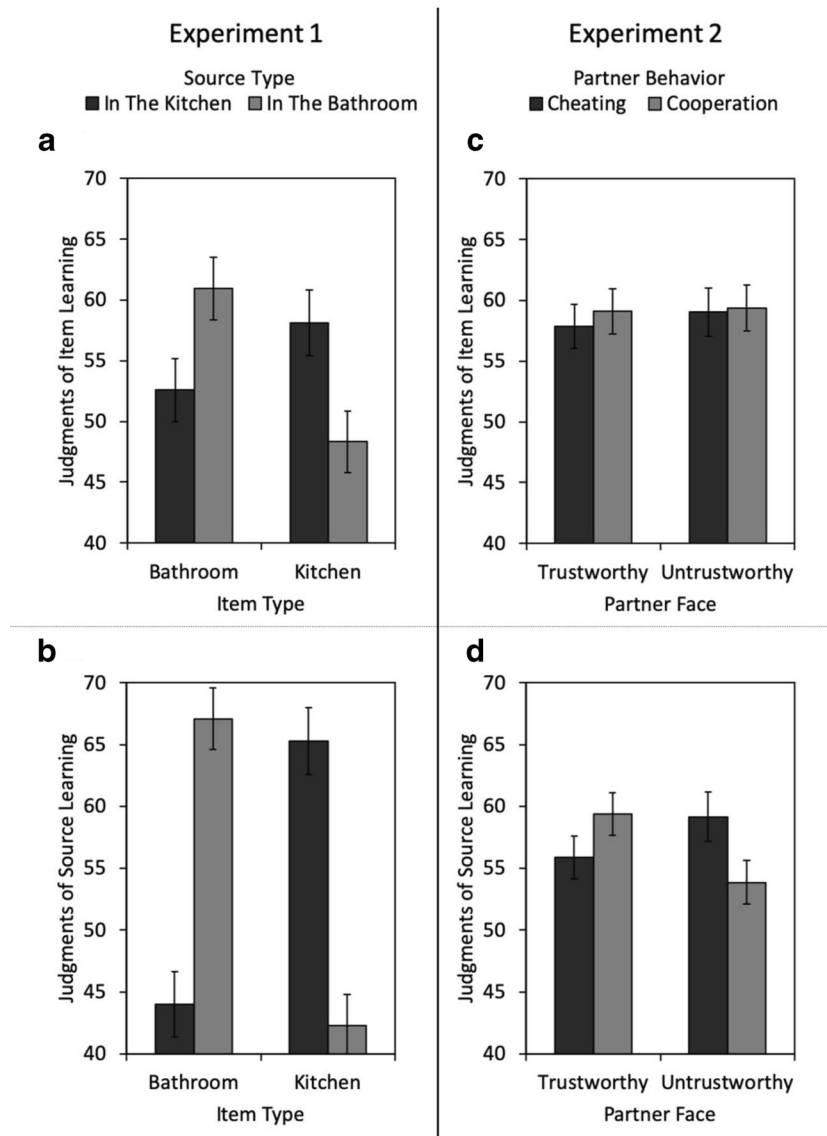 Experiment 1
Source Type
In The Kitchen In The Bathroom
a
70
65
60
55
50
45
40
Judgments of Item Learning
Bathroom Kitchen
Item Type
b
70
65
60
55
50
45
40
Judgments of Source Learning
Bathroom Kitchen
Item Type
Experiment 2
Partner Behavior
Cheating Cooperation
c
70
65
60
55
50
45
40
Judgments of Item Learning
Trustworthy Untrustworthy
Partner Face
d
70
65
60
55
50
45
40
Judgments of Source Learning
Trustworthy Untrustworthy
Partner Face